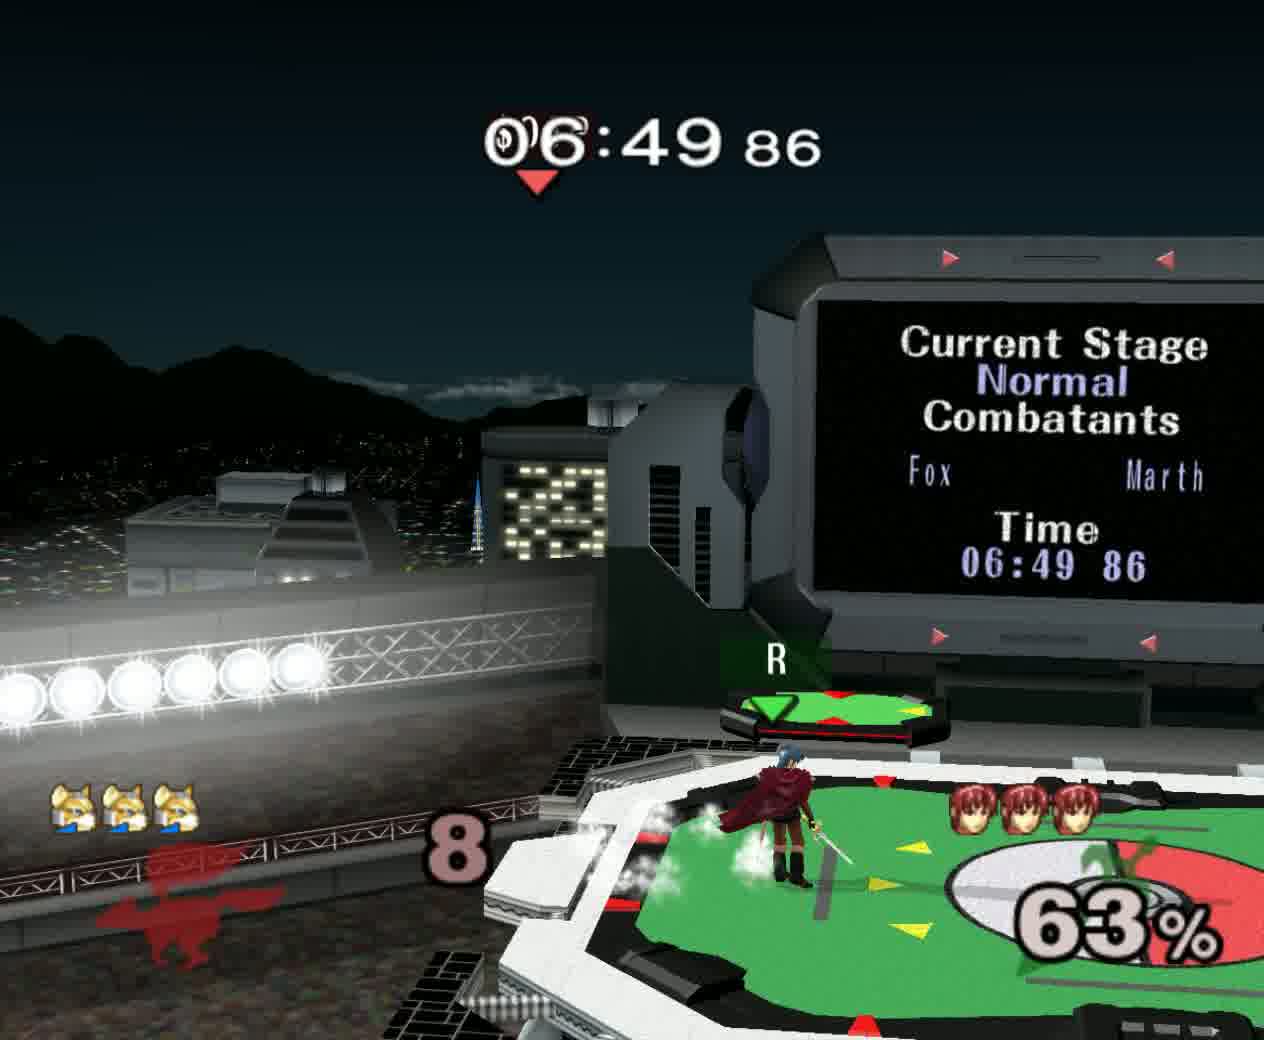 06:49 86
Current Stage
Normal
Combatants
Fox Marth
Time
06:49 86
R
8
63%